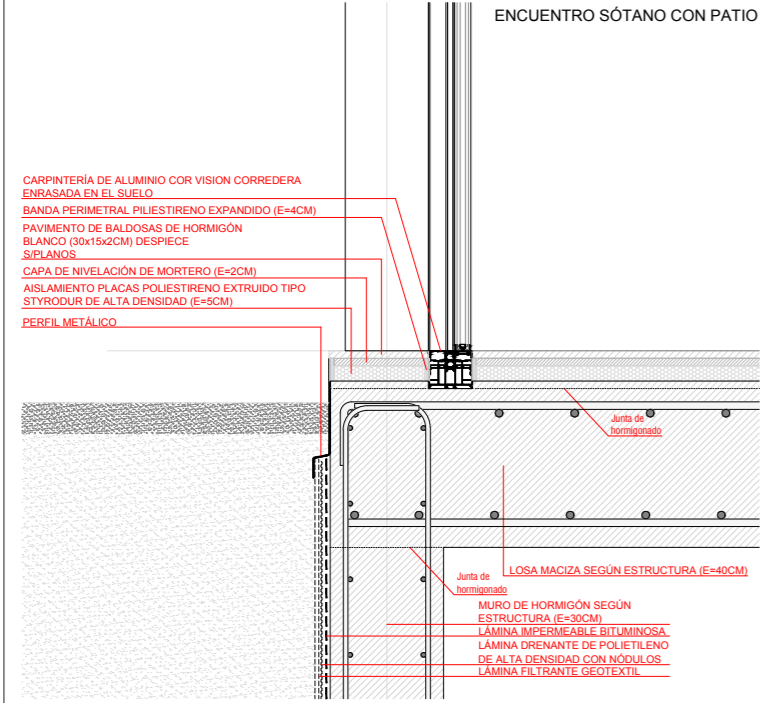 ENCUENTRO SÓTANO CON PATIO
CARPINTERÍA DE ALUMINIO COR VISION CORREDERA
ENRASADA EN EL SUELO
BANDA PERIMETRAL PILIESTIRENO EXPANDIDO (E=4CM)
PAVIMENTO DE BALDOSAS DE HORMIGÓN
BLANCO (30x15x2CM) DESPIECE
S/PLANOS
CAPA DE NIVELACIÓN DE MORTERO (E=2CM)
AISLAMIENTO PLACAS POLIESTIRENO EXTRUIDO TIPO
STYRODUR DE ALTA DENSIDAD (E=5CM)
PERFIL METÁLICO
Junta de
hormigonado
LOSA MACIZA SEGÚN ESTRUCTURA (E=40CM)
Junta de
hormigonado
MURO DE HORMIGÓN SEGÚN
ESTRUCTURA (E=30CM)
LÁMINA IMPERMEABLE BITUMINOSA
LÁMINA DRENANTE DE POLIETILENO
DE ALTA DENSIDAD CON NÓDULOS
LÁMINA FILTRANTE GEOTEXTIL